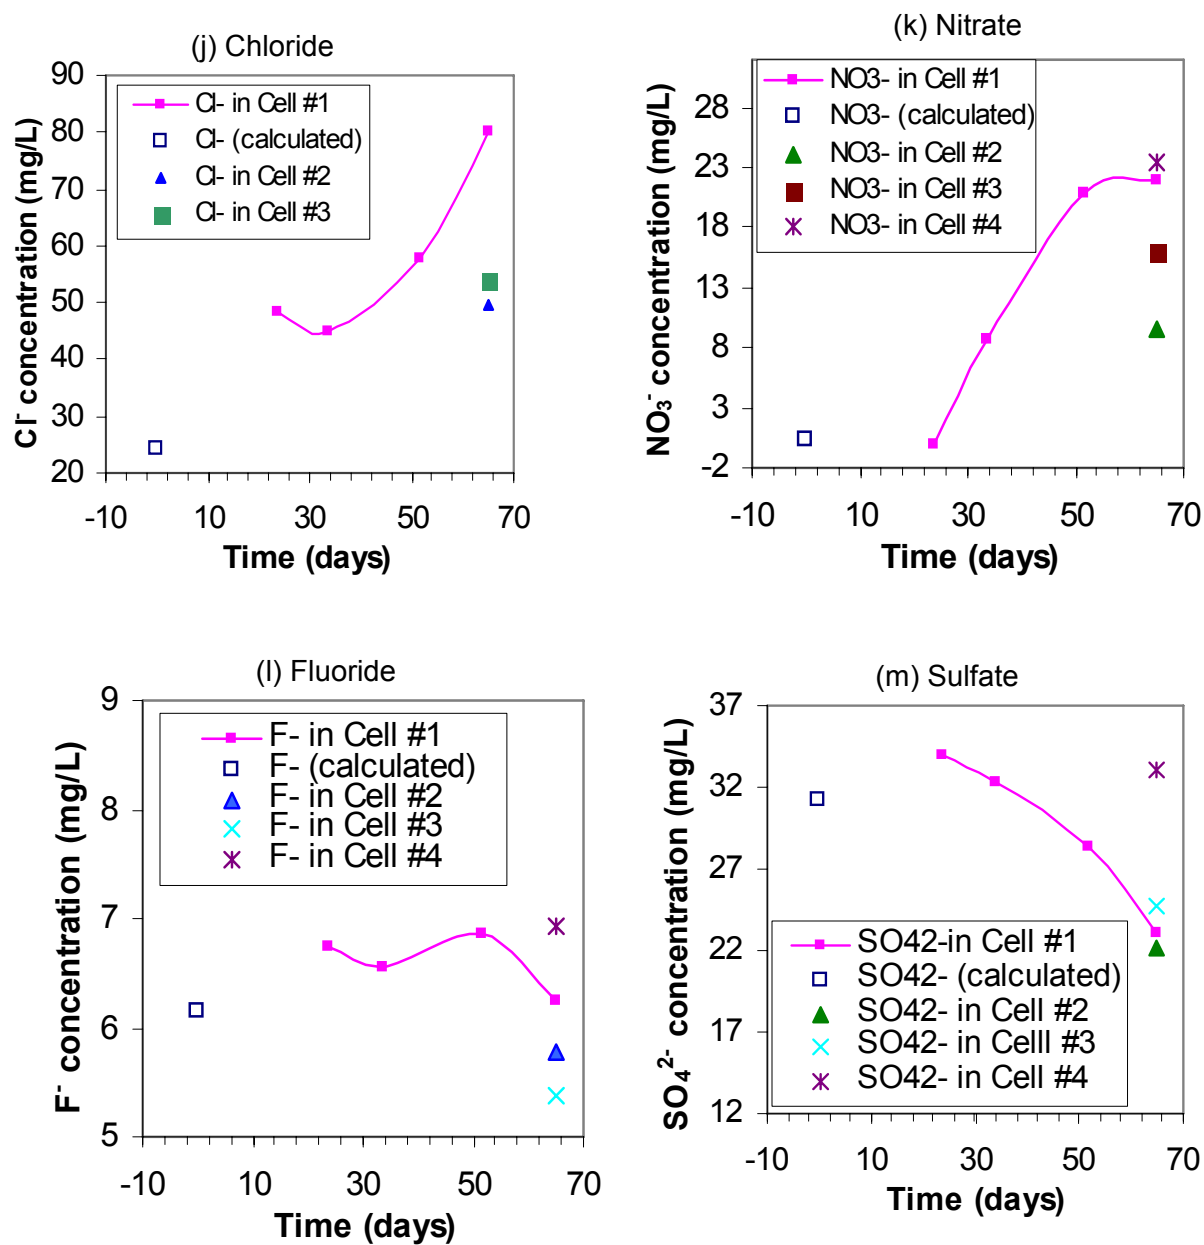 (j) Chloride
90
80
70
60
50
40
30
20
Cl- in Cell #1
Cl- (calculated)
Cl- in Cell #2
Cl- in Cell #3
Cl- concentration (mg/L)
-10 10 30 50 70
Time (days)
(k) Nitrate
28
23
18
13
8
3
-2
NO3- in Cell #1
NO3- (calculated)
NO3- in Cell #2
NO3- in Cell #3
NO3- in Cell #4
NO₃⁻ concentration (mg/L)
-10 10 30 50 70
Time (days)
(l) Fluoride
9
8
7
6
5
F- in Cell #1
F- (calculated)
F- in Cell #2
F- in Cell #3
F- in Cell #4
F⁻ concentration (mg/L)
-10 10 30 50 70
Time (days)
(m) Sulfate
37
32
27
22
17
12
SO42-in Cell #1
SO42- (calculated)
SO42- in Cell #2
SO42- in Celll #3
SO42- in Cell #4
SO₄²⁻ concentration (mg/L)
-10 10 30 50 70
Time (days)